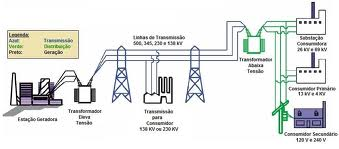 Legenda:
Azul: Transmissão
Verde: Distribuição
Preto: Geração
Linhas de Transmissão
500, 345, 230 e 138 kV
Transformador
Abaixa
Tensão
Subestação
Consumidora
26 kV e 69 kV
Consumidor Primário
13 kV e 4 KV
Consumidor Secundário
120 V e 240 V
Estação Geradora
Transformador
Eleva
Tensão
Transmissão
para
Consumidor
138 KV ou 230 KV